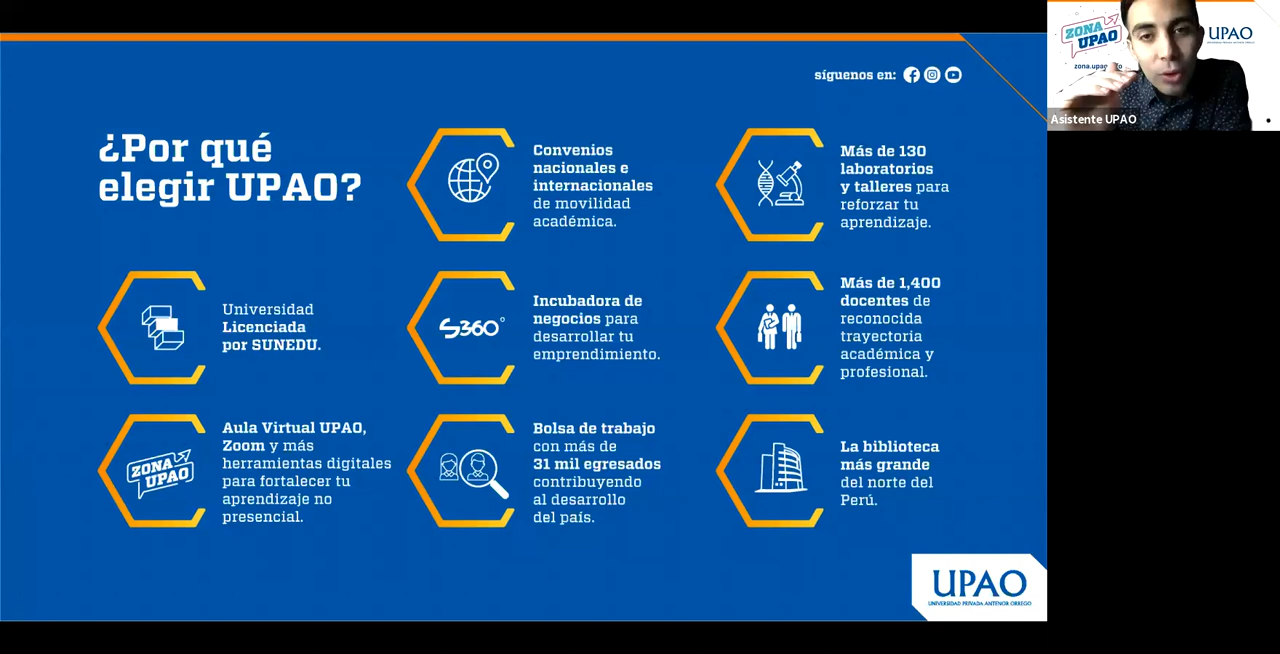 síguenos en:
¿Por qué
elegir UPAO?
Convenios
nacionales e
internacionales
de movilidad
académica.
Más de 130
laboratorios
y talleres para
reforzar tu
aprendizaje.
Universidad
Licenciada
por SUNEDU.
S360°
Incubadora de
negocios para
desarrollar tu
emprendimiento.
Más de 1,400
docentes de
reconocida
trayectoria
académica y
profesional.
ZONA
UPAO
Aula Virtual UPAO,
Zoom y más
herramientas digitales
para fortalecer tu
aprendizaje no
presencial.
Bolsa de trabajo
con más de
31 mil egresados
contribuyendo
al desarrollo
del país.
La biblioteca
más grande
del norte del
Perú.
UPAO
UNIVERSIDAD PRIVADA ANTENOR ORREGO
ZONA
UPAO
UPAO
Asistente UPAO